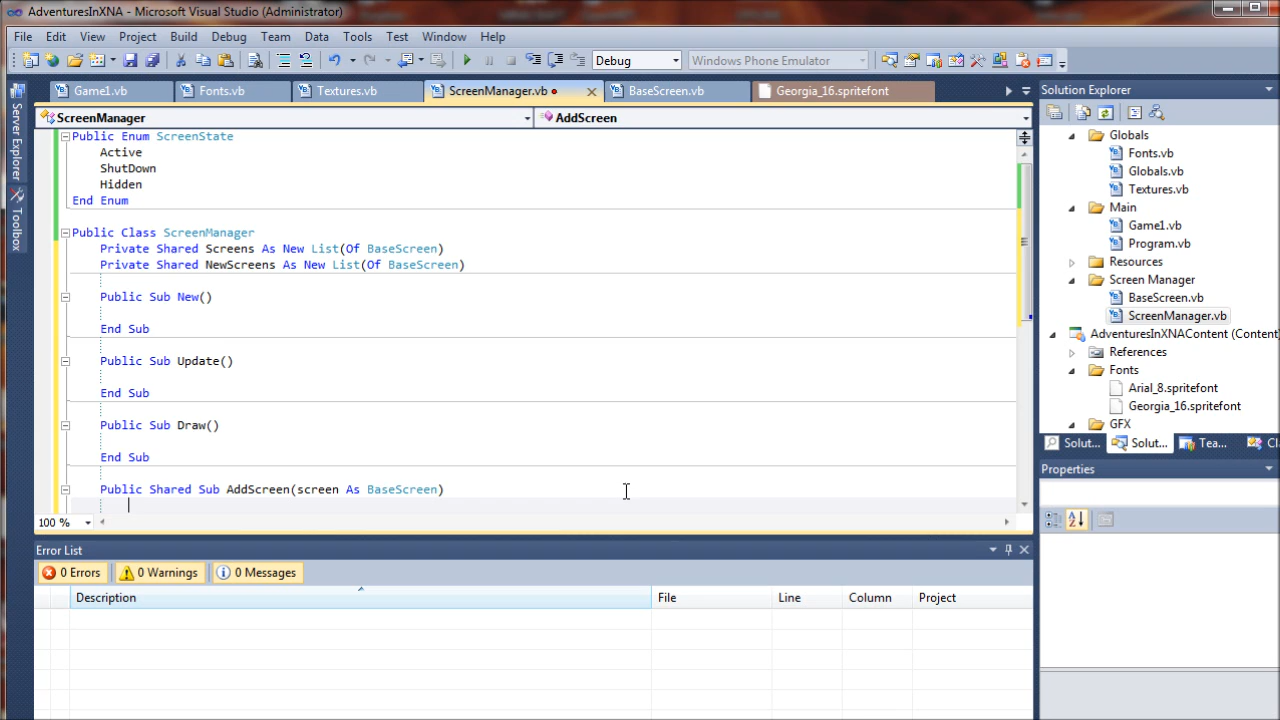 AdventuresInXNA - Microsoft Visual Studio (Administrator)
File Edit View Project Build Debug Team Data Tools Test Window Help
Debug Windows Phone Emulator
Game1.vb Fonts.vb Textures.vb ScreenManager.vb BaseScreen.vb Georgia_16.spritefont
ScreenManager AddScreen
Server Explorer
Toolbox
Public Enum ScreenState
Active
ShutDown
Hidden
End Enum
Public Class ScreenManager
Private Shared Screens As New List(Of BaseScreen)
Private Shared NewScreens As New List(Of BaseScreen)
Public Sub New()
End Sub
Public Sub Update()
End Sub
Public Sub Draw()
End Sub
Public Shared Sub AddScreen(screen As BaseScreen)
100 %
Error List
0 Errors 0 Warnings 0 Messages
Description File Line Column Project
Solution Explorer
Globals
Fonts.vb
Globals.vb
Textures.vb
Main
Game1.vb
Program.vb
Resources
Screen Manager
BaseScreen.vb
ScreenManager.vb
AdventuresInXNAContent (Content)
References
Fonts
Arial_8.spritefont
Georgia_16.spritefont
GFX
Solut... Solut... Tea... Cl
Properties